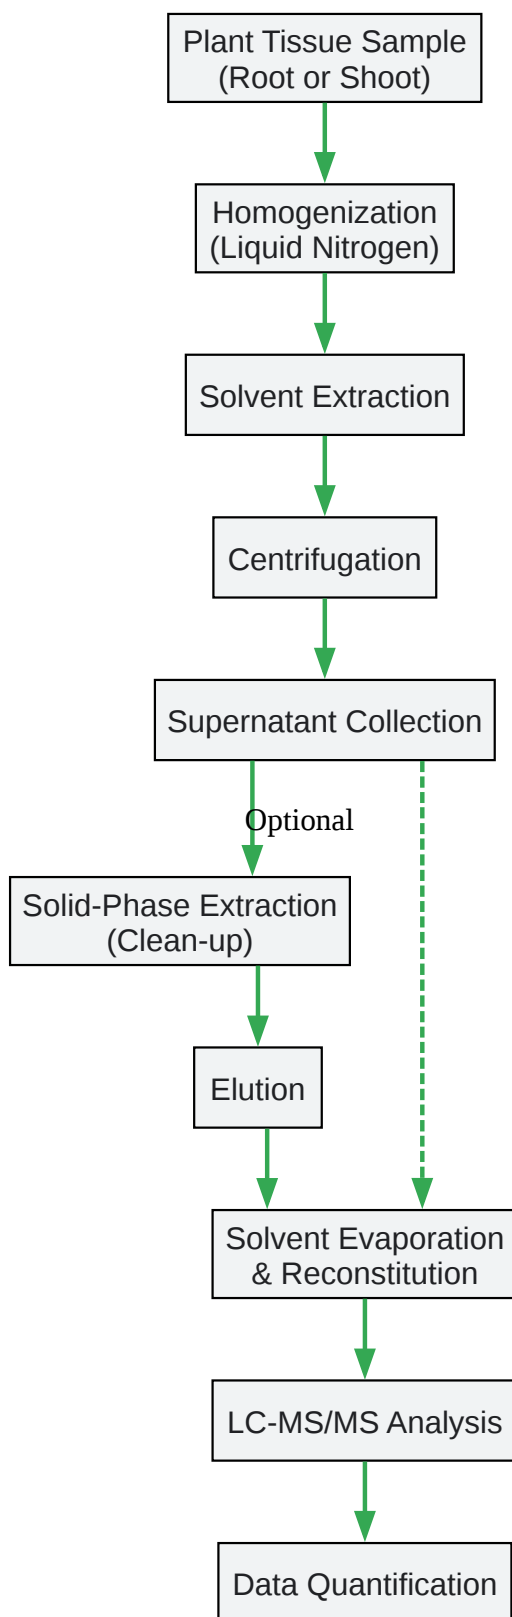 Plant Tissue Sample
(Root or Shoot)
Homogenization
(Liquid Nitrogen)
Solvent Extraction
Centrifugation
Supernatant Collection
Optional
Solid-Phase Extraction
(Clean-up)
Elution
Solvent Evaporation
& Reconstitution
LC-MS/MS Analysis
Data Quantification